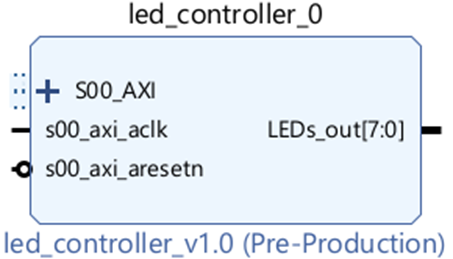 led_controller_0
S00_AXI
s00_axi_aclk
LEDs_out[7:0]
s00_axi_aresetn
led_controller_v1.0 (Pre-Production)